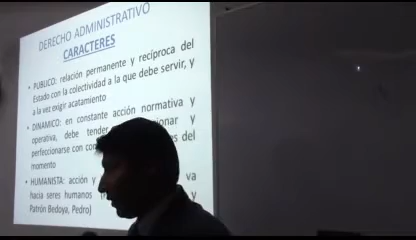 DERECHO ADMINISTRATIVO
CARACTERES
• PUBLICO: relación permanente y recíproca del
Estado con la colectividad a la que debe servir, y
a la vez exigir acatamiento
• DINAMICO: en constante acción normativa y
operativa, debe tender y
perfeccionarse con del
momento
• HUMANISTA: acción y va
hacia seres humanos y
Patrón Bedoya, Pedro)